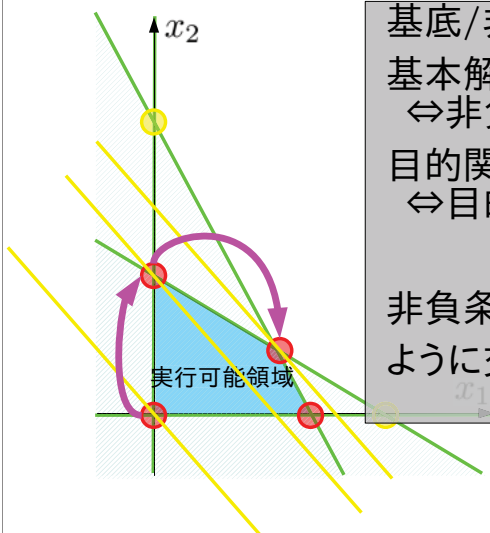 x₂
基底/
基本解
⇔非
目的関
⇔目
非負条
ように
実行可能領域
x₁